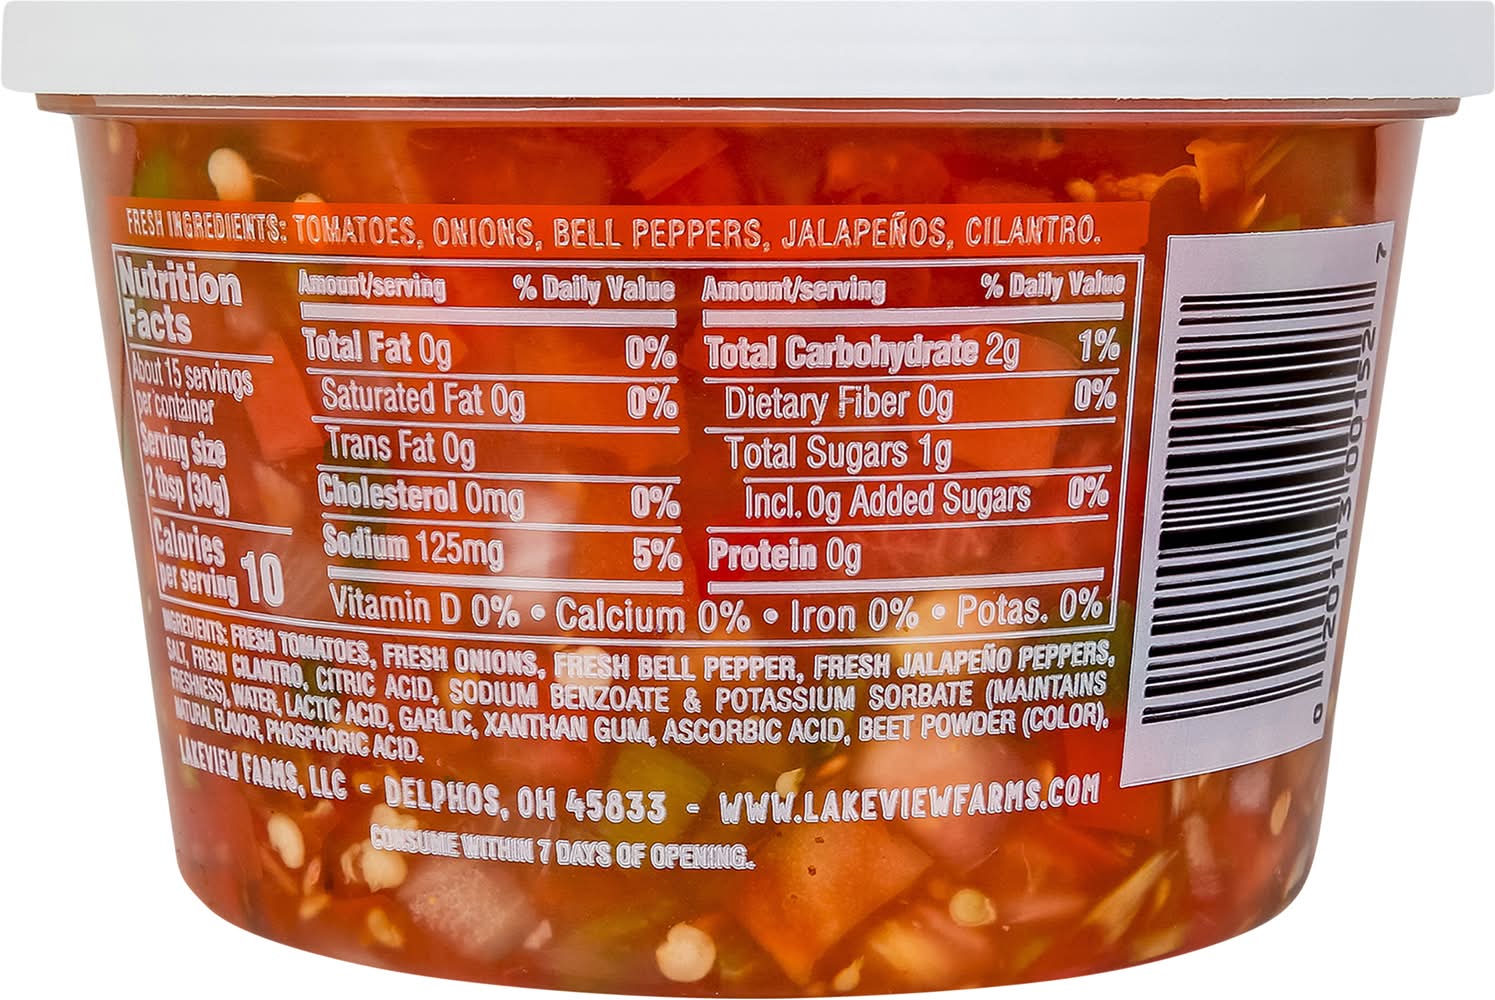 FRESH INGREDIENTS: TOMATOES, ONIONS, BELL PEPPERS, JALAPEÑOS, CILANTRO.
Nutrition
Facts
About 15 servings
per container
Serving size
2 tbsp (30g)
Calories
per serving 10
Amount/serving % Daily Value
Total Fat 0g 0%
Saturated Fat 0g 0%
Trans Fat 0g
Cholesterol 0mg 0%
Sodium 125mg 5%
Amount/serving % Daily Value
Total Carbohydrate 2g 1%
Dietary Fiber 0g 0%
Total Sugars 1g
Incl. 0g Added Sugars 0%
Protein 0g
Vitamin D 0% • Calcium 0% • Iron 0% • Potas. 0%
INGREDIENTS: FRESH TOMATOES, FRESH ONIONS, FRESH BELL PEPPER, FRESH JALAPEÑO PEPPERS,
SALT, FRESH CILANTRO, CITRIC ACID, SODIUM BENZOATE & POTASSIUM SORBATE (MAINTAINS
FRESHNESS), WATER, LACTIC ACID, GARLIC, XANTHAN GUM, ASCORBIC ACID, BEET POWDER (COLOR),
NATURAL FLAVOR, PHOSPHORIC ACID.
LAKEVIEW FARMS, LLC - DELPHOS, OH 45833 - WWW.LAKEVIEWFARMS.COM
CONSUME WITHIN 7 DAYS OF OPENING.
0 20113 00152 7